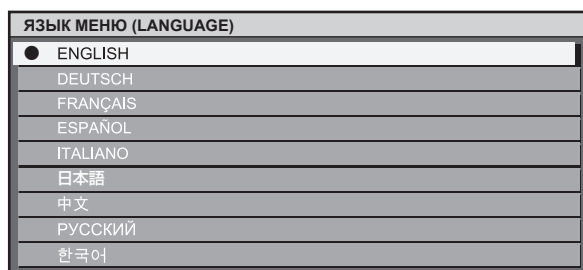 ЯЗЫК МЕНЮ (LANGUAGE)
ENGLISH
DEUTSCH
FRANÇAIS
ESPAÑOL
ITALIANO
日本語
中文
РУССКИЙ
한국어